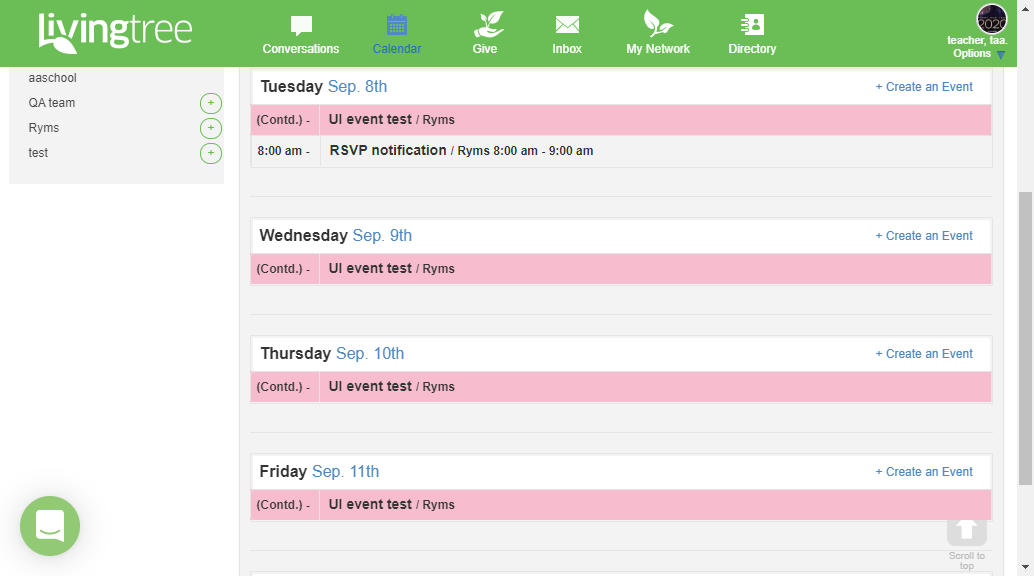 livingtree
Conversations
Calendar
Give
Inbox
My Network
Directory
2020
teacher, taa.
Options
aaschool
QA team
+
Ryms
+
test
+
Tuesday Sep. 8th
+ Create an Event
(Contd.) - UI event test / Ryms
8:00 am - RSVP notification / Ryms 8:00 am - 9:00 am
Wednesday Sep. 9th
+ Create an Event
(Contd.) - UI event test / Ryms
Thursday Sep. 10th
+ Create an Event
(Contd.) - UI event test / Ryms
Friday Sep. 11th
+ Create an Event
(Contd.) - UI event test / Ryms
Scroll to
top